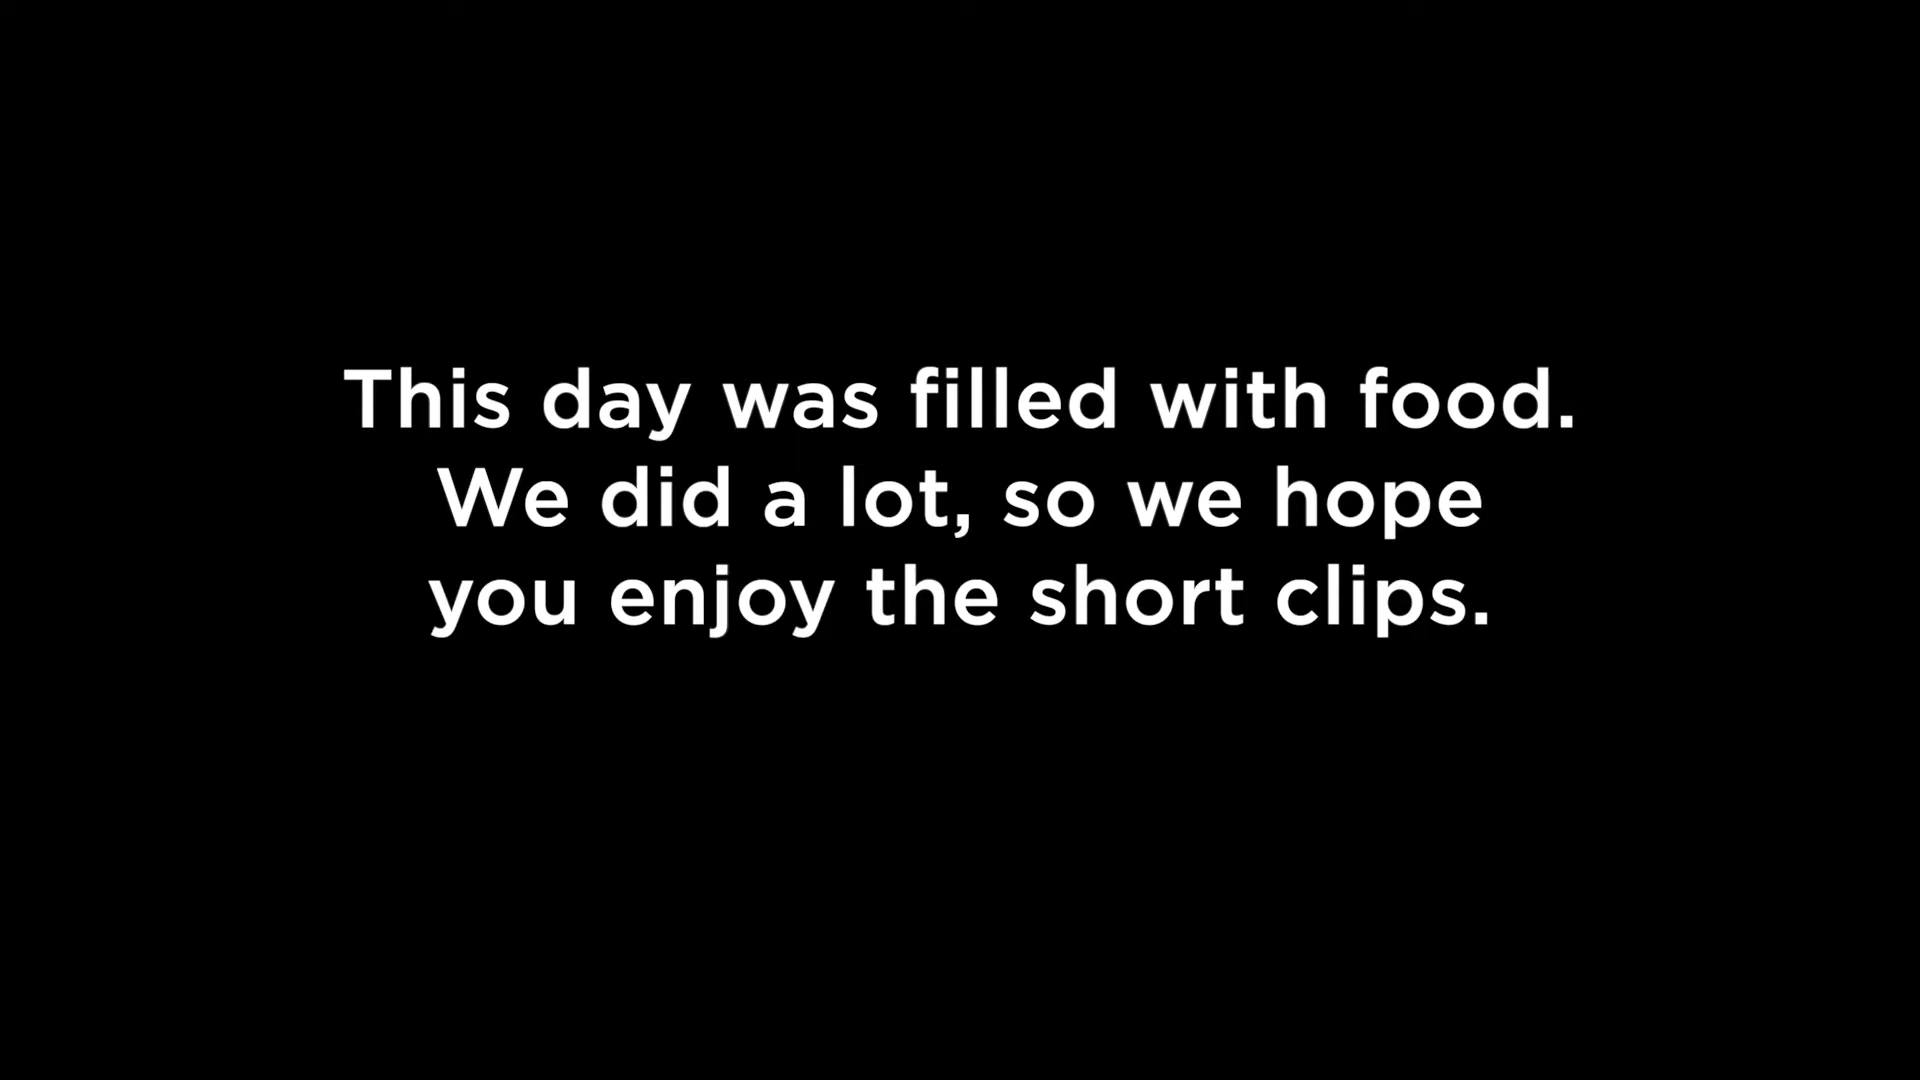 This day was filled with food.
We did a lot, so we hope
you enjoy the short clips.